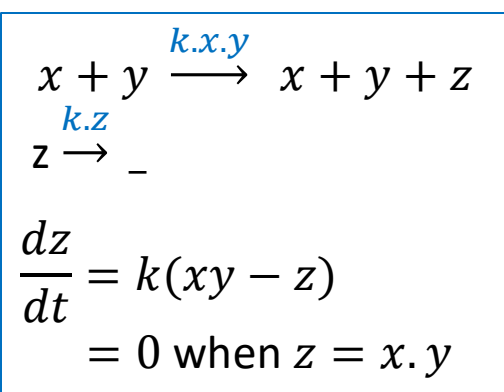 k.x.y
x + y ⟶ x + y + z
k.z
z → _
dz/dt = k(xy − z)
= 0 when z = x. y